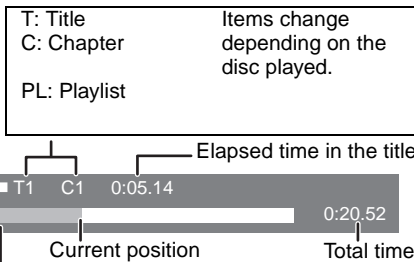 T: Title
C: Chapter
PL: Playlist
Items change
depending on the
disc played.
Elapsed time in the title
T1 C1 0:05.14
0:20.52
Current position
Total time